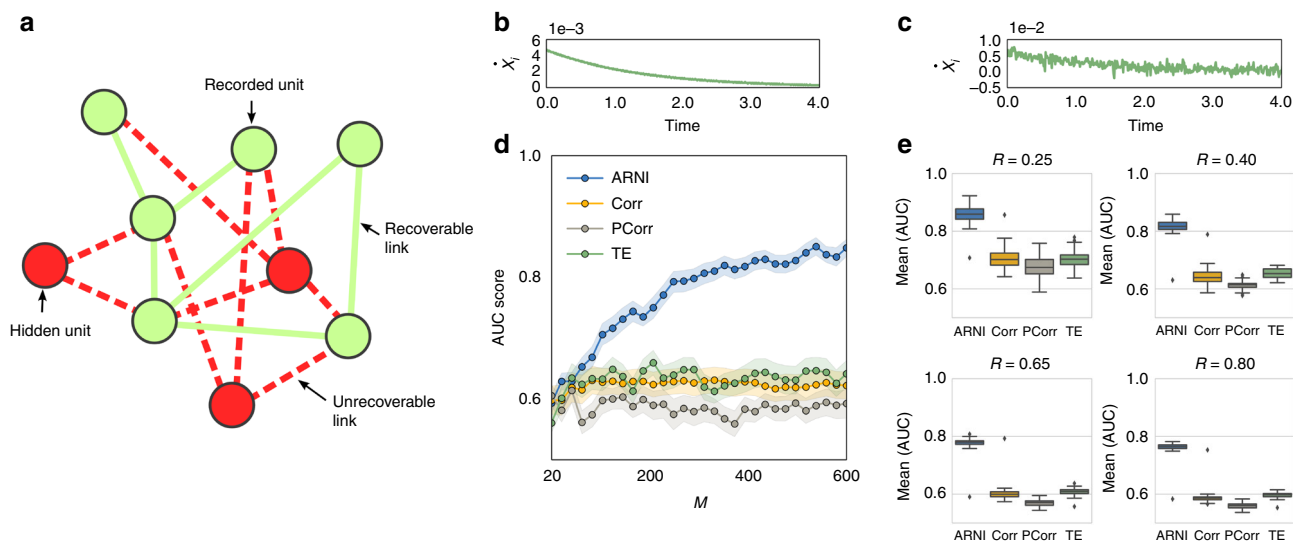 a
Recorded unit
Recoverable
link
Hidden unit
Unrecoverable
link
b
1e–3
6
4
2
0
Ẋi
0.0 1.0 2.0 3.0 4.0
Time
c
1e–2
1.0
0.5
0.0
−0.5
Ẋi
0.0 1.0 2.0 3.0 4.0
Time
d
1.0
0.8
0.6
AUC score
ARNI
Corr
PCorr
TE
20 200 400 600
M
e
R = 0.25
1.0
0.8
0.6
Mean (AUC)
ARNI Corr PCorr TE
R = 0.40
1.0
0.8
0.6
Mean (AUC)
ARNI Corr PCorr TE
R = 0.65
1.0
0.8
0.6
Mean (AUC)
ARNI Corr PCorr TE
R = 0.80
1.0
0.8
0.6
Mean (AUC)
ARNI Corr PCorr TE